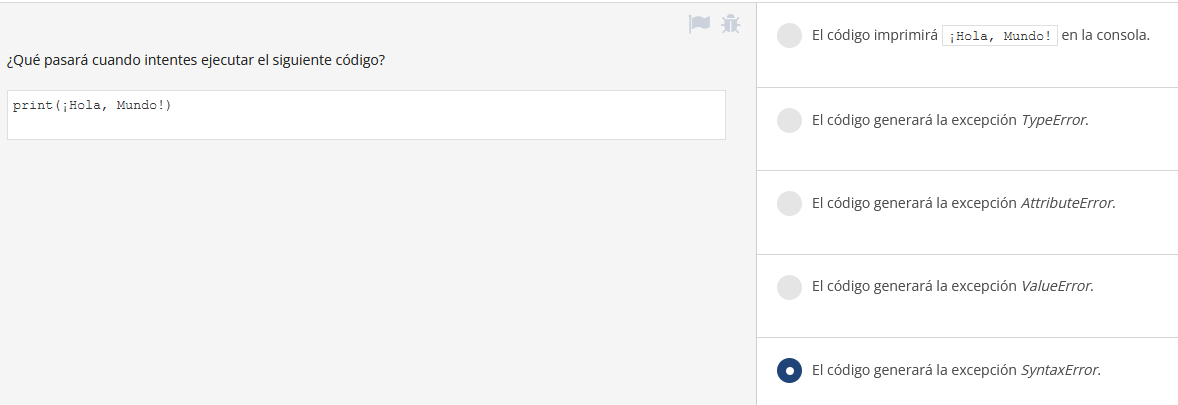 ¿Qué pasará cuando intentes ejecutar el siguiente código?
print(¡Hola, Mundo!)
El código imprimirá ¡Hola, Mundo! en la consola.
El código generará la excepción TypeError.
El código generará la excepción AttributeError.
El código generará la excepción ValueError.
El código generará la excepción SyntaxError.